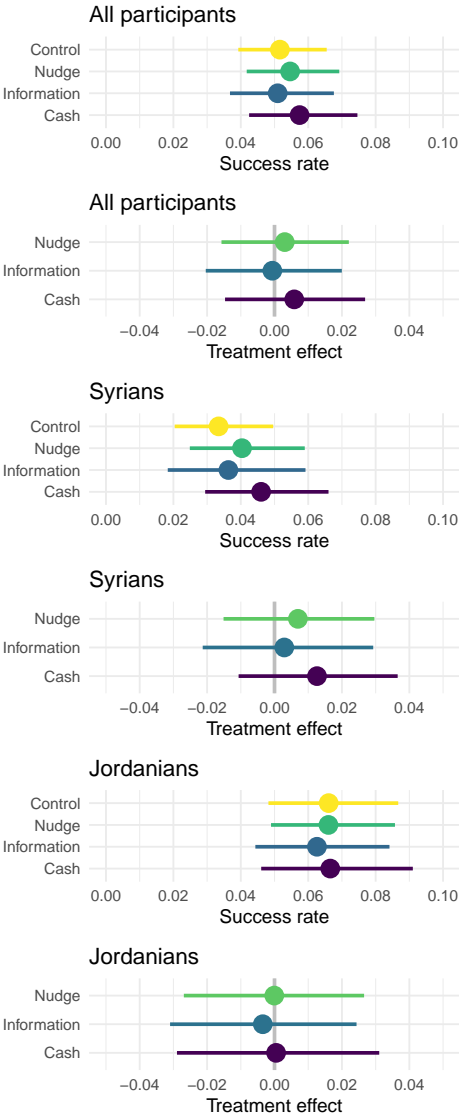 All participants
Control
Nudge
Information
Cash
0.00 0.02 0.04 0.06 0.08 0.10
Success rate
All participants
Nudge
Information
Cash
−0.04 −0.02 0.00 0.02 0.04
Treatment effect
Syrians
Control
Nudge
Information
Cash
0.00 0.02 0.04 0.06 0.08 0.10
Success rate
Syrians
Nudge
Information
Cash
−0.04 −0.02 0.00 0.02 0.04
Treatment effect
Jordanians
Control
Nudge
Information
Cash
0.00 0.02 0.04 0.06 0.08 0.10
Success rate
Jordanians
Nudge
Information
Cash
−0.04 −0.02 0.00 0.02 0.04
Treatment effect